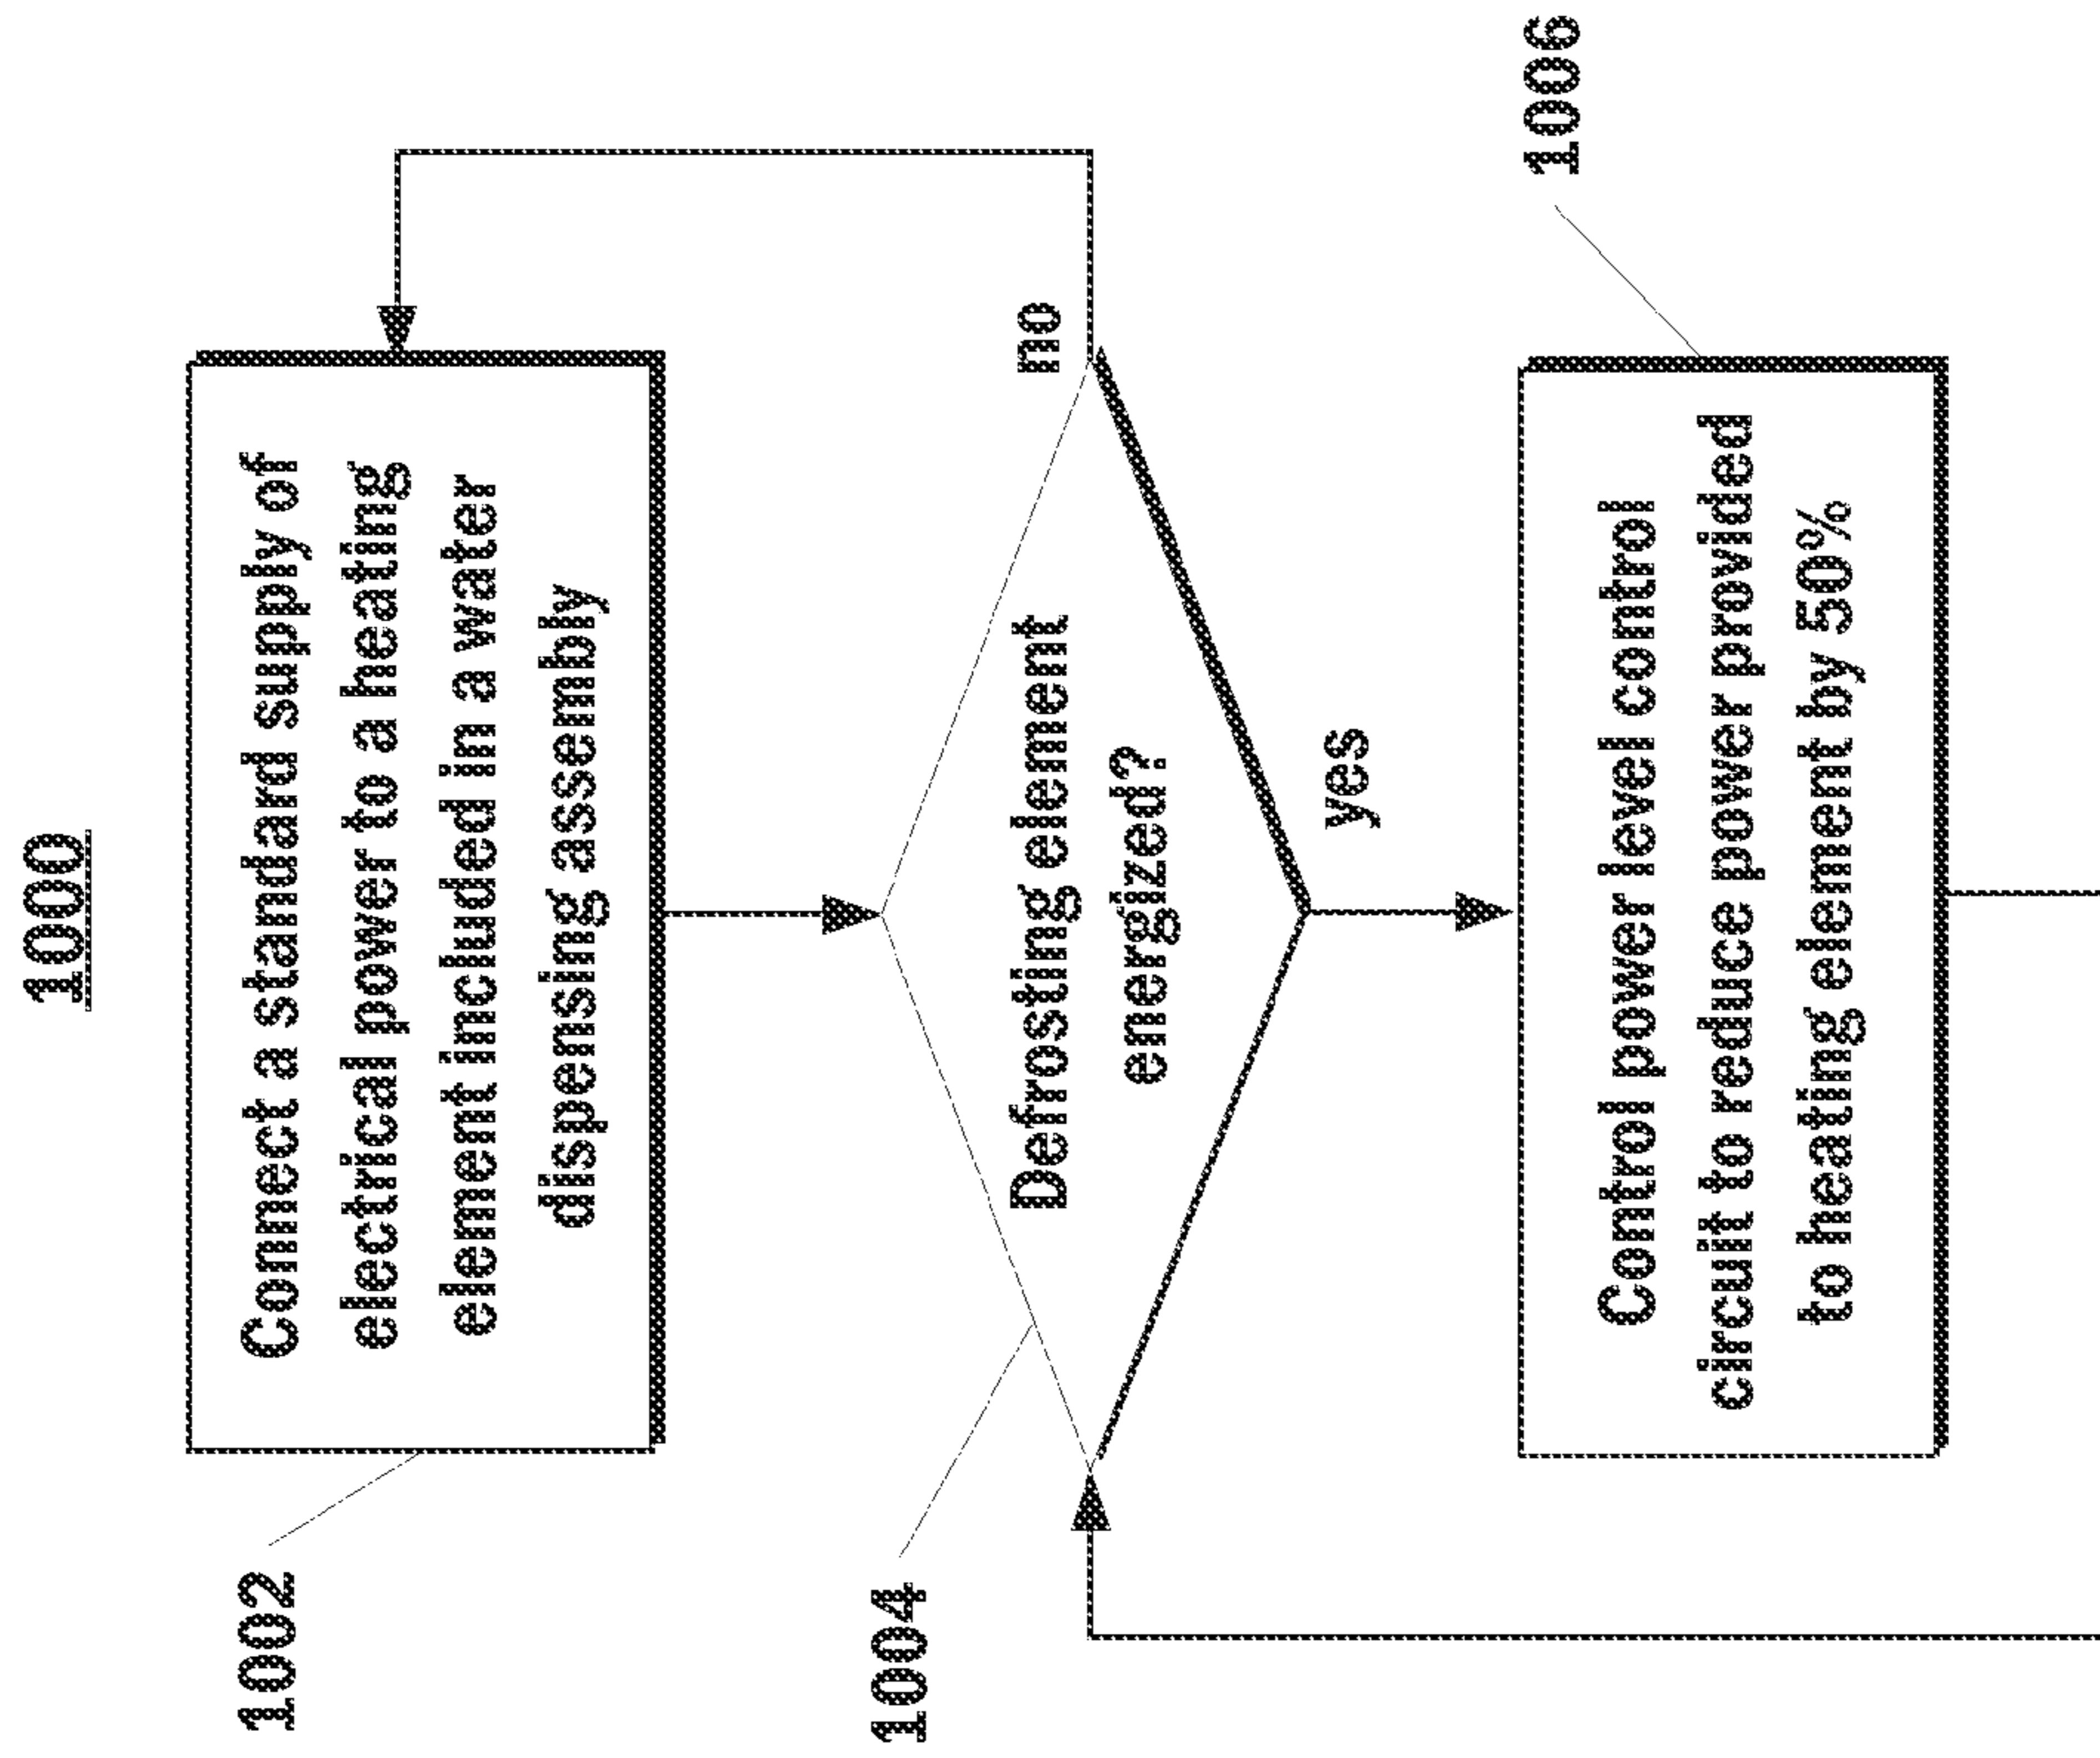 1000
1002
Connect a standard supply of
electrical power to a heating
element included in a water
dispensing assembly
1004
Defrosting element
energized?
no
yes
1006
Control power level control
circuit to reduce power provided
to heating element by 50%